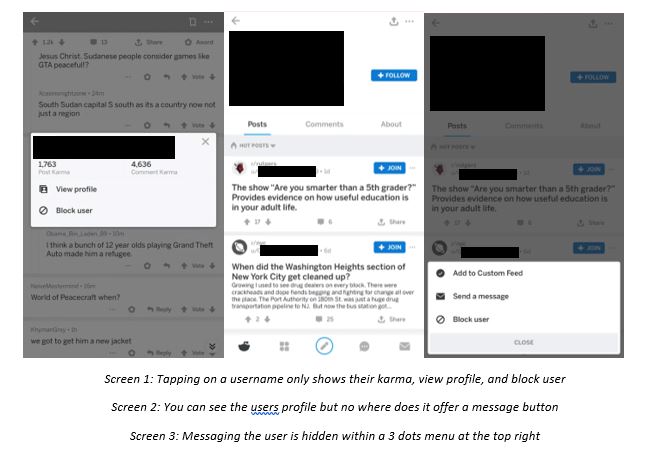 1.2k 13 Share Award
Jesus Christ. Sudanese people consider games like
GTA peaceful!?
Vote
• 24m
South Sudan capital S south as its a country now not
just a region
Vote
1,763 4,636
Post Karma Comment Karma
View profile
Block user
Obama_Bin_Laden_69 • 10m
I think a bunch of 12 year olds playing Grand Theft
Auto made him a refugee.
Vote
NaiveMastermind • 16m
World of Peacecraft when?
Reply Vote
KhymanGrey • 1h
we got to get him a new jacket
Reply Vote
+ FOLLOW
Posts Comments About
HOT POSTS
r/rutgers
u/ • 1d
+ JOIN
The show "Are you smarter than a 5th grader?"
Provides evidence on how useful education is
in your adult life.
17 6 Share
r/nyc
u/ • 6d
+ JOIN
When did the Washington Heights section of
New York City get cleaned up?
Growing I used to see drug dealers on every block. There were
crackheads and dope fiends begging and fighting for change all over
the place. The Port Authority on 180th St. was just a huge drug
transportation pipeline to NJ. But now the bus station got...
2 25 Share
+ FOLLOW
Posts Comments About
HOT POSTS
r/rutgers
• 1d
+ JOIN
The show "Are you smarter than a 5th grader?"
Provides evidence on how useful education is
in your adult life.
17 6 Share
r/nyc
• 6d
+ JOIN
Add to Custom Feed
Send a message
Block user
CLOSE
Screen 1: Tapping on a username only shows their karma, view profile, and block user
Screen 2: You can see the users profile but no where does it offer a message button
Screen 3: Messaging the user is hidden within a 3 dots menu at the top right